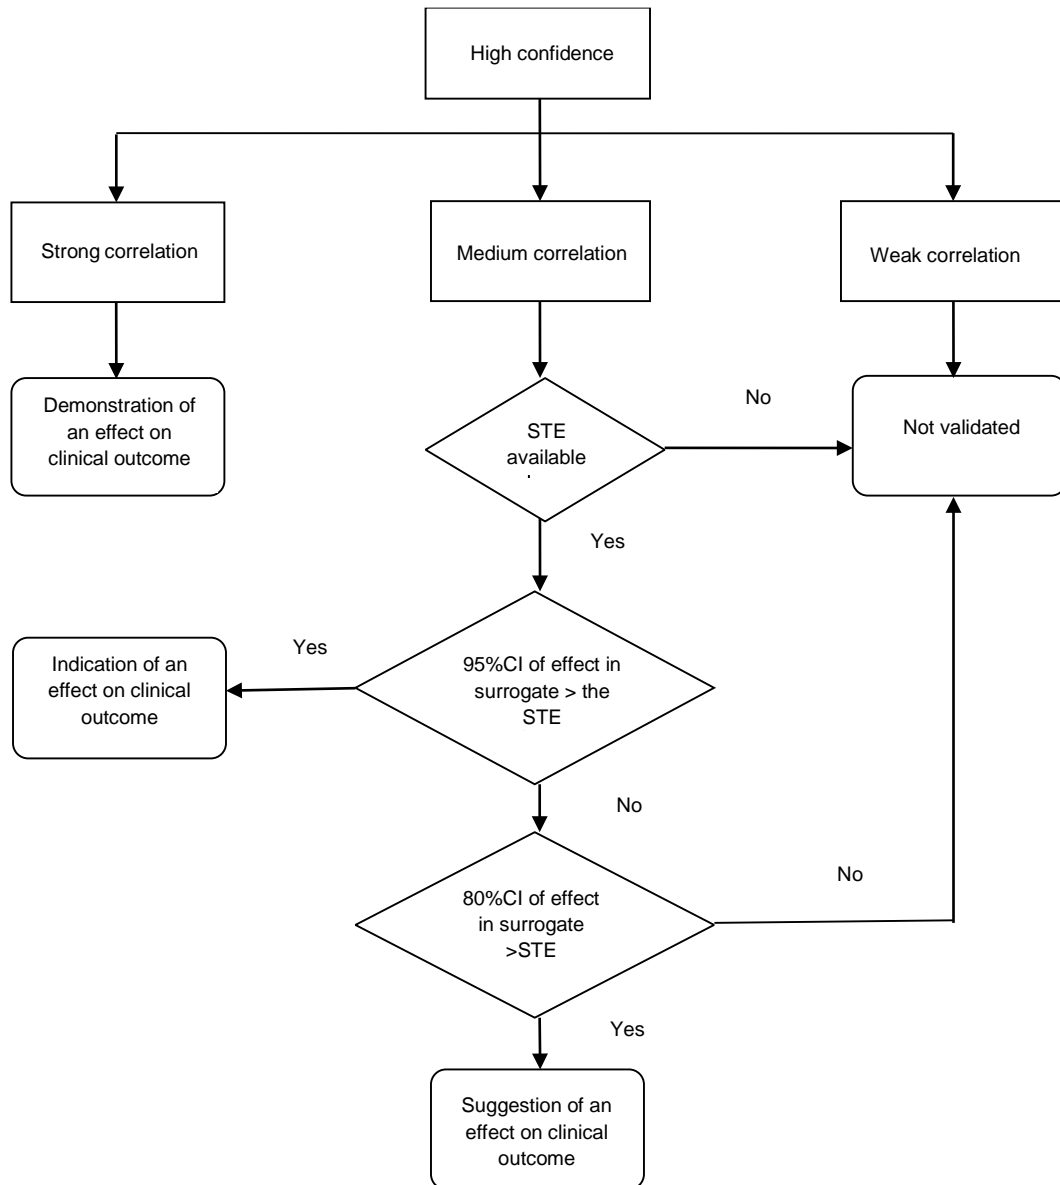 High confidence
Strong correlation
Medium correlation
Weak correlation
Demonstration of
an effect on
clinical outcome
STE
available
No
Not validated
Yes
Yes
Indication of an
effect on clinical
outcome
95%CI of effect in
surrogate > the
STE
No
80%CI of effect
in surrogate
>STE
No
Yes
Suggestion of an
effect on clinical
outcome